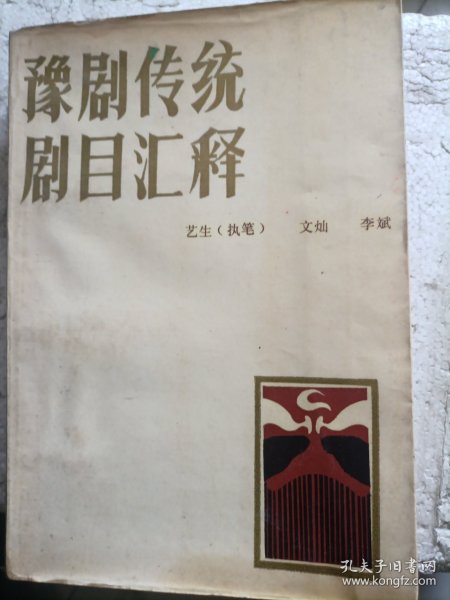 豫剧传统
剧目汇释
艺生（执笔） 文灿 李斌
孔夫子旧书网
www.kongfz.com